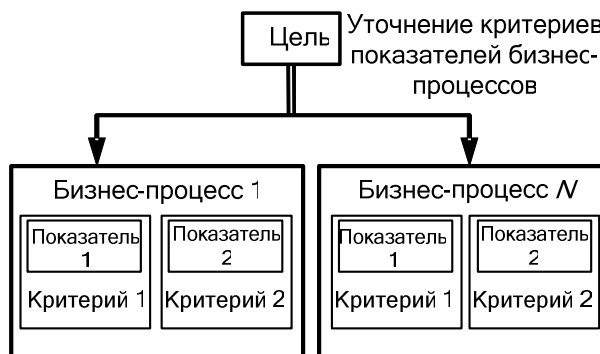 Цель
Уточнение критериев
показателей бизнес-
процессов
Бизнес-процесс 1
Показатель
1
Критерий 1
Показатель
2
Критерий 2
Бизнес-процесс N
Показатель
1
Критерий 1
Показатель
2
Критерий 2